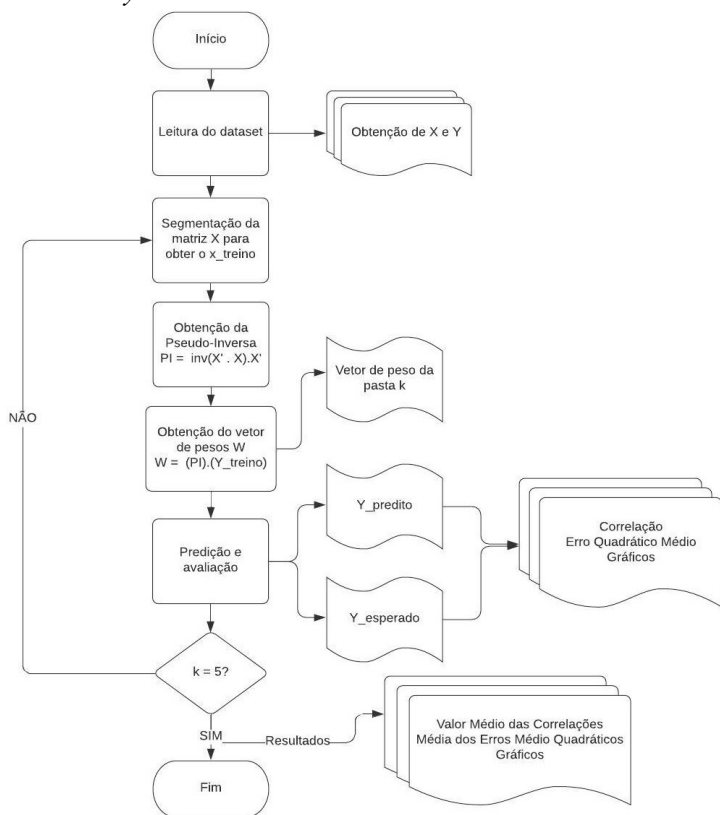 y
Início
Leitura do dataset
Obtenção de X e Y
Segmentação da
matriz X para
obter o x_treino
Obtenção da
Pseudo-Inversa
PI = inv(X' . X).X'
Vetor de peso da
pasta k
NÃO
Obtenção do vetor
de pesos W
W = (PI).(Y_treino)
Y_predito
Correlação
Erro Quadrático Médio
Gráficos
Predição e
avaliação
Y_esperado
k = 5?
SIM
Resultados
Valor Médio das Correlações
Média dos Erros Médio Quadráticos
Gráficos
Fim